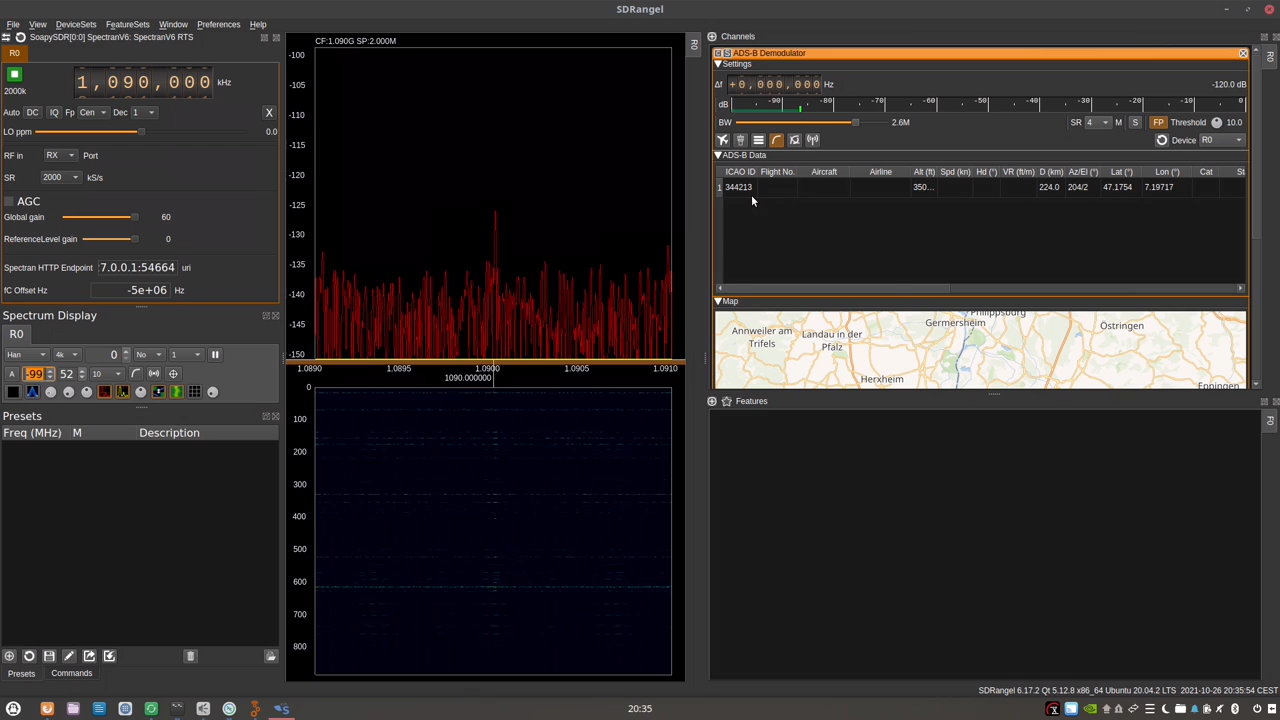 SDRangel
File View DeviceSets FeatureSets Window Preferences Help
SoapySDR[0:0] SpectranV6: SpectranV6 RTS
R0
2000k
1,090,000 kHz
Auto DC IQ Fp Cen Dec 1 X
LO ppm 0.0
RF in RX Port
SR 2000 kS/s
AGC
Global gain 60
ReferenceLevel gain 0
Spectran HTTP Endpoint 7.0.0.1:54664 uri
fC Offset Hz -5e+06 Hz
Spectrum Display
R0
Han 4k 0 No 1
A -99 52 10
Presets
Freq (MHz) M Description
Presets Commands
CF:1.090G SP:2.000M
R0
-100
-105
-110
-115
-120
-125
-130
-135
-140
-145
-150
1.0890 1.0895 1.0900 1.0905 1.0910
1090.000000
0
100
200
300
400
500
600
700
800
Channels
R0
C S ADS-B Demodulator
Settings
Δf +0,000,000 Hz -120.0 dB
dB -90 -80 -70 -60 -50 -40 -30 -20 -10 0
BW 2.6M SR 4 M S FP Threshold 10.0
Device R0
ADS-B Data
ICAO ID Flight No. Aircraft Airline Alt (ft) Spd (kn) Hd (°) VR (ft/m) D (km) Az/El (°) Lat (°) Lon (°) Cat St
1 344213 350... 224.0 204/2 47.1754 7.19717
Map
Philippsburg
Annweiler am Trifels
Landau in der Pfalz
Germersheim
Östringen
Herxheim
Eppingen
Features
F0
SDRangel 6.17.2 Qt 5.12.8 x86_64 Ubuntu 20.04.2 LTS 2021-10-26 20:35:54 CEST
20:35